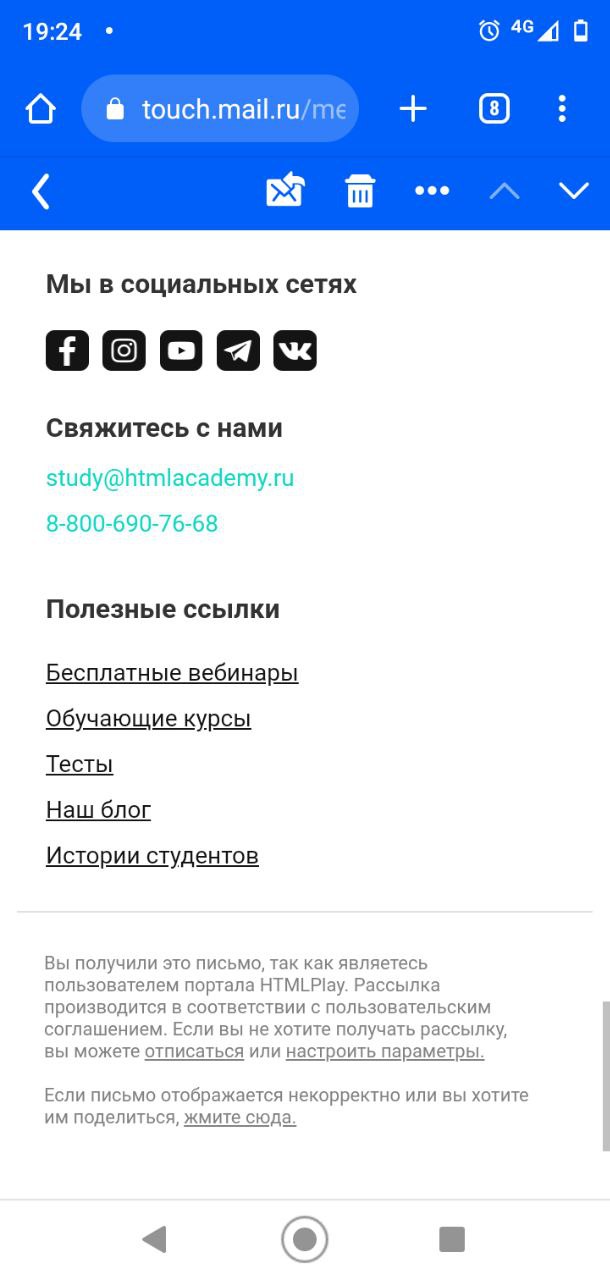 19:24
4G
touch.mail.ru/me
8
Мы в социальных сетях
Свяжитесь с нами
study@htmlacademy.ru
8-800-690-76-68
Полезные ссылки
Бесплатные вебинары
Обучающие курсы
Тесты
Наш блог
Истории студентов
Вы получили это письмо, так как являетесь
пользователем портала HTMLPlay. Рассылка
производится в соответствии с пользовательским
соглашением. Если вы не хотите получать рассылку,
вы можете отписаться или настроить параметры.
Если письмо отображается некорректно или вы хотите
им поделиться, жмите сюда.